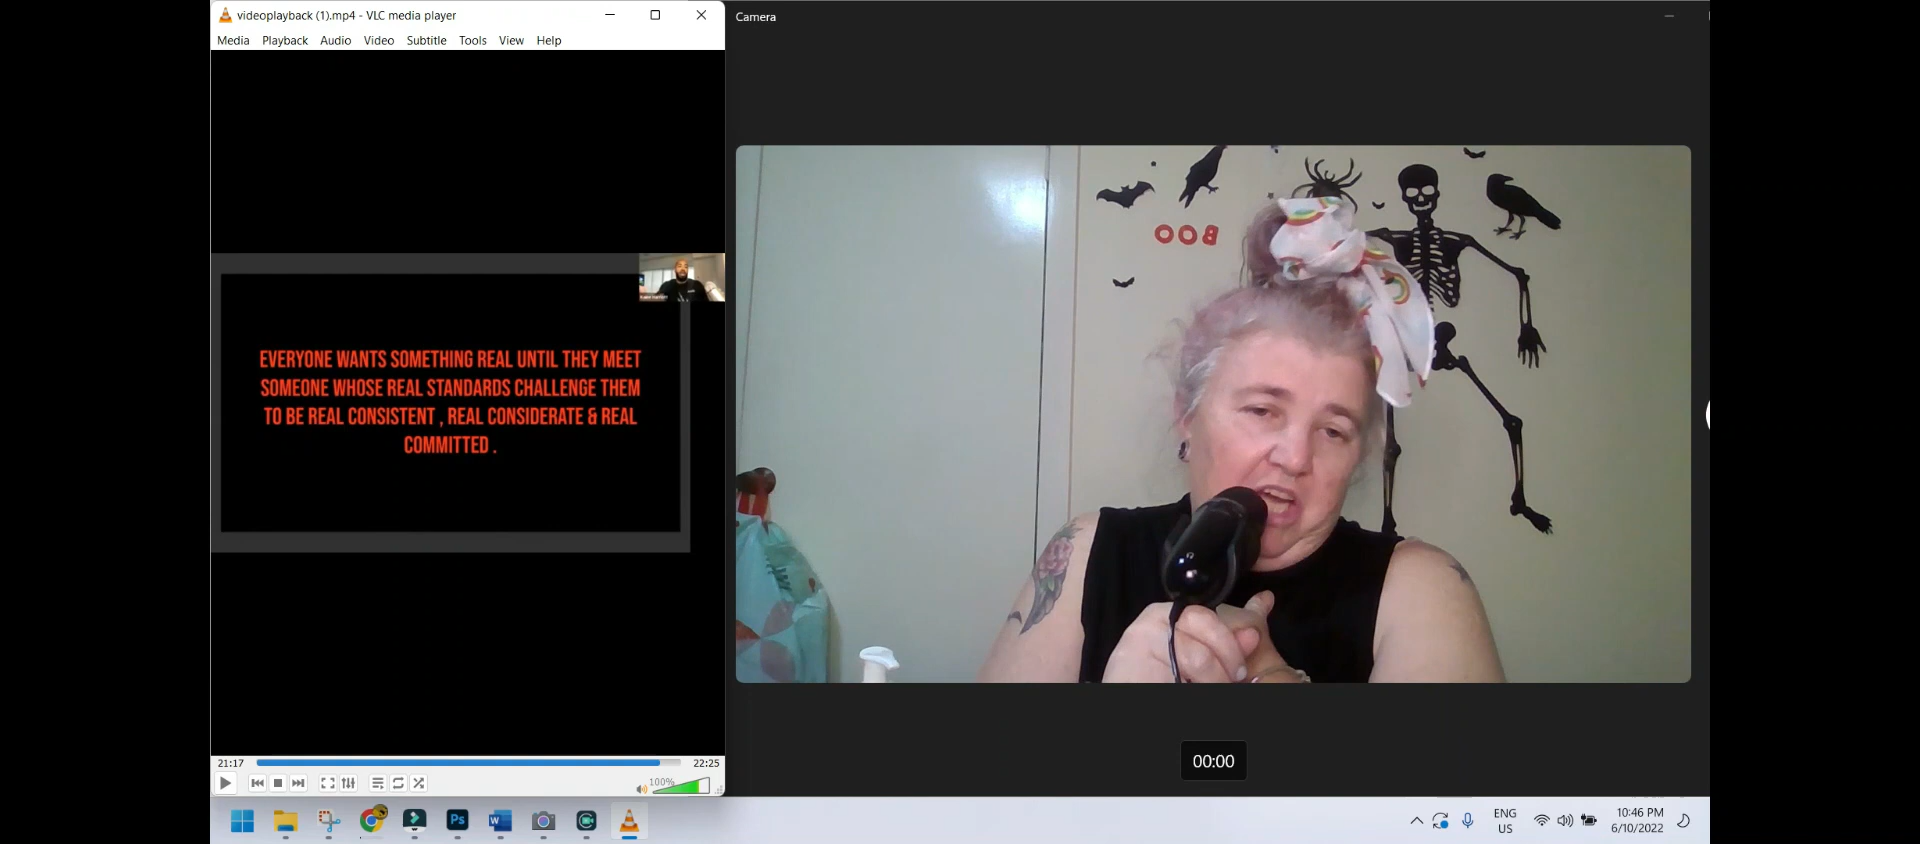 videoplayback (1).mp4 - VLC media player
Media Playback Audio Video Subtitle Tools View Help
EVERYONE WANTS SOMETHING REAL UNTIL THEY MEET
SOMEONE WHOSE REAL STANDARDS CHALLENGE THEM
TO BE REAL CONSISTENT , REAL CONSIDERATE & REAL
COMMITTED .
21:17
22:25
100%
Camera
BOO
00:00
Ps
W
ENG
US
10:46 PM
6/10/2022